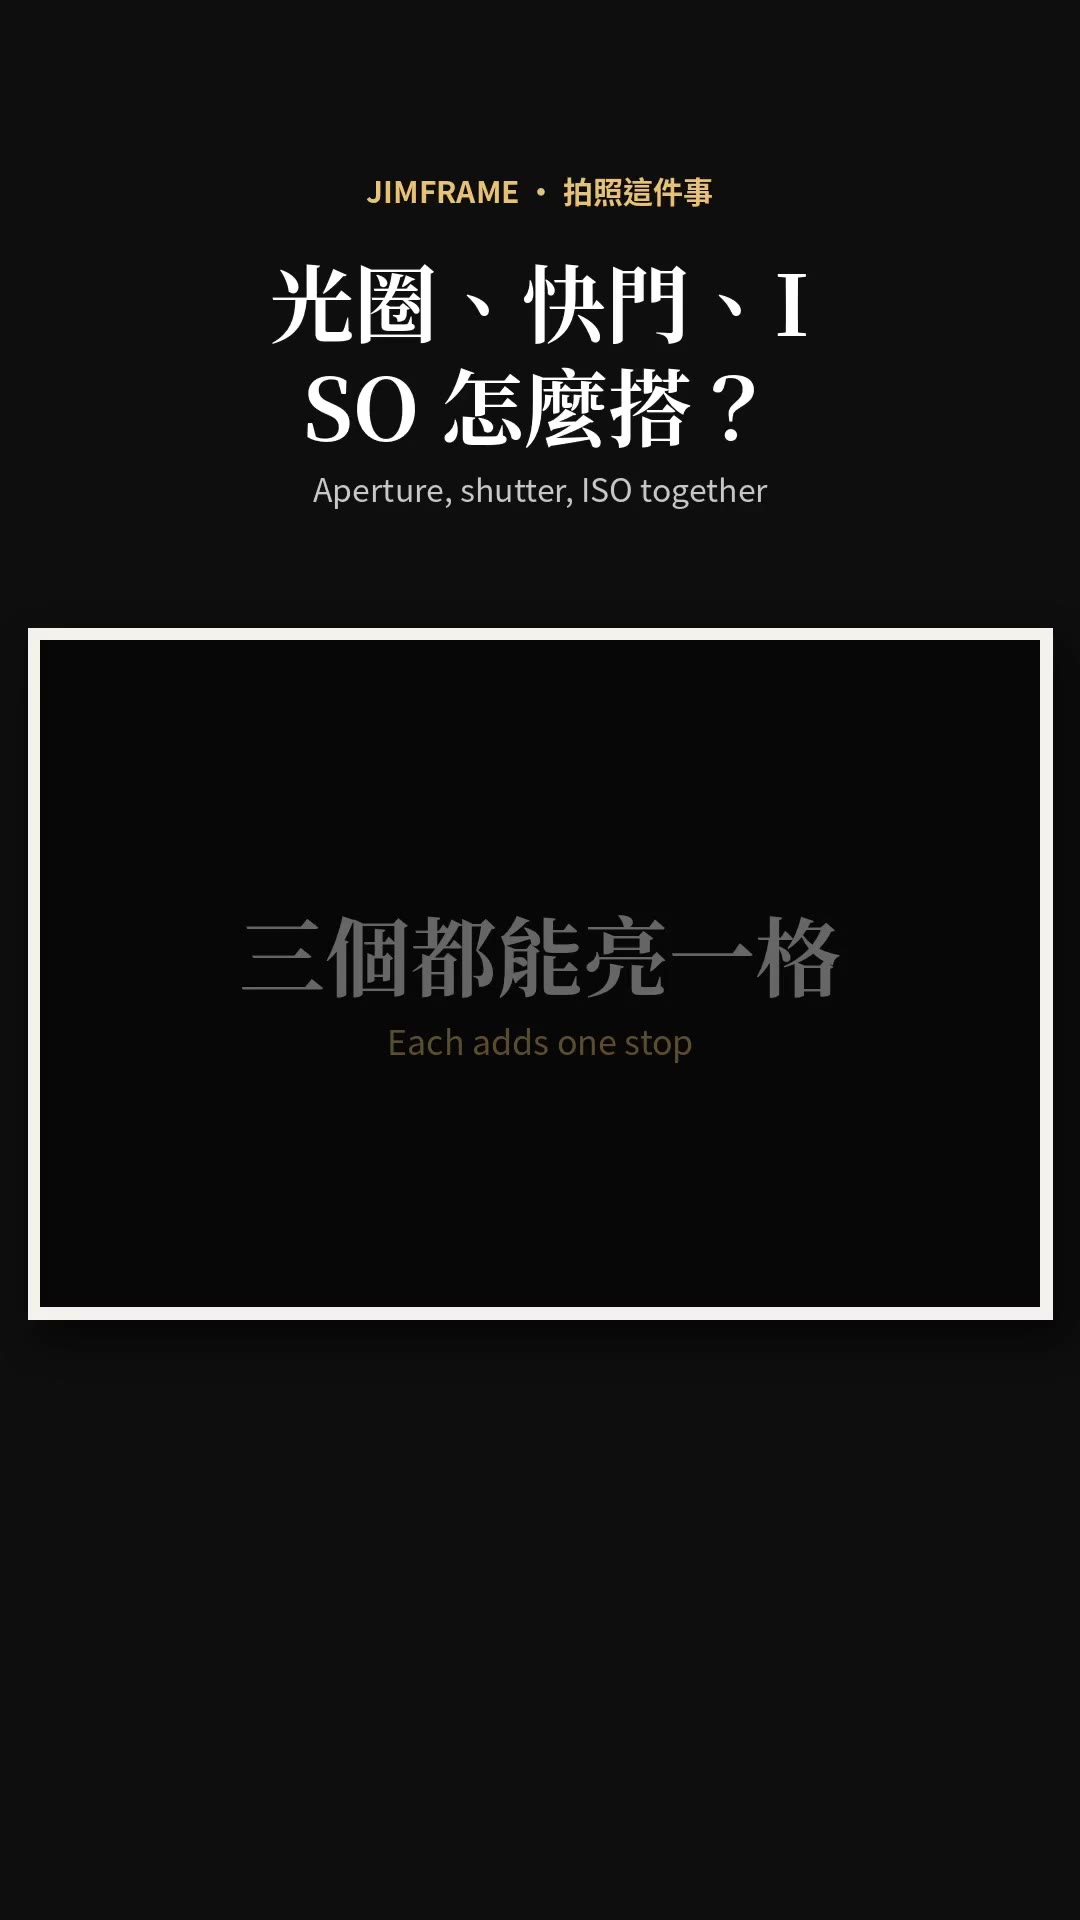 JIMFRAME · 拍照這件事
光圈、快門、I
SO 怎麼搭？
Aperture, shutter, ISO together
三個都能亮一格
Each adds one stop